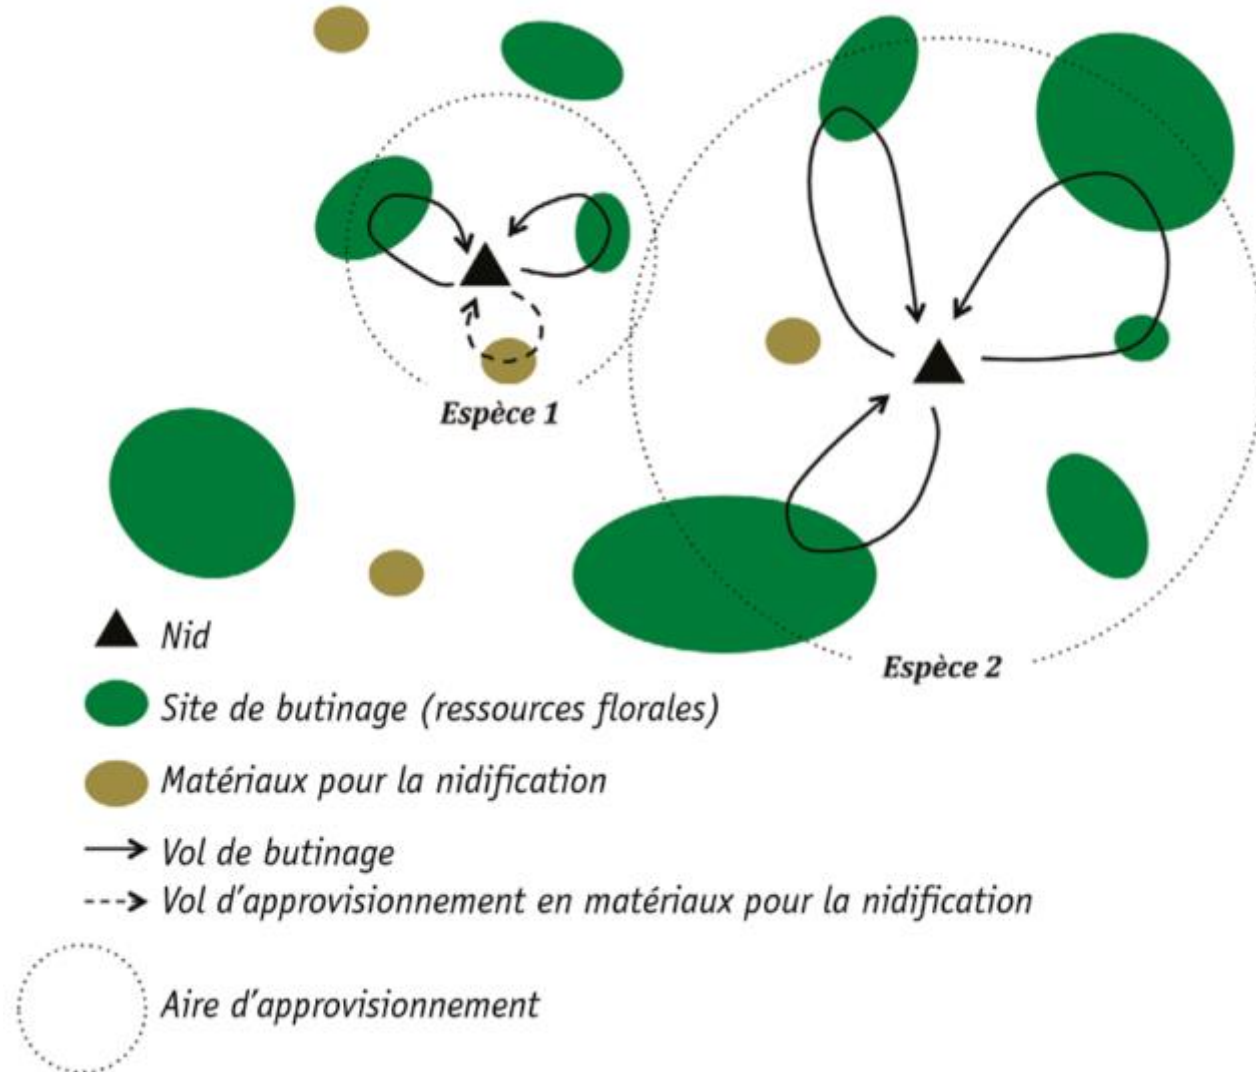 Espèce 1
Espèce 2
Nid
Site de butinage (ressources florales)
Matériaux pour la nidification
Vol de butinage
Vol d'approvisionnement en matériaux pour la nidification
Aire d'approvisionnement